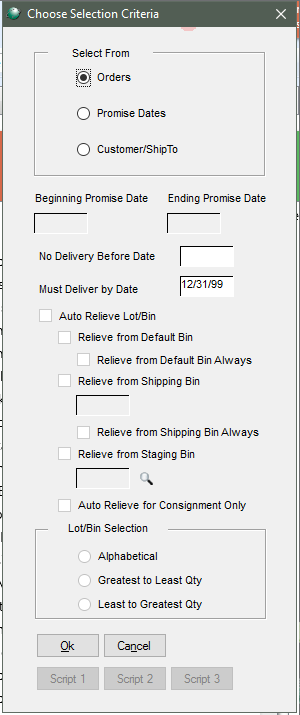 Choose Selection Criteria
Select From
Orders
Promise Dates
Customer/ShipTo
Beginning Promise Date Ending Promise Date
No Delivery Before Date
Must Deliver by Date 12/31/99
Auto Relieve Lot/Bin
Relieve from Default Bin
Relieve from Default Bin Always
Relieve from Shipping Bin
Relieve from Shipping Bin Always
Relieve from Staging Bin
Auto Relieve for Consignment Only
Lot/Bin Selection
Alphabetical
Greatest to Least Qty
Least to Greatest Qty
Ok Cancel
Script 1 Script 2 Script 3